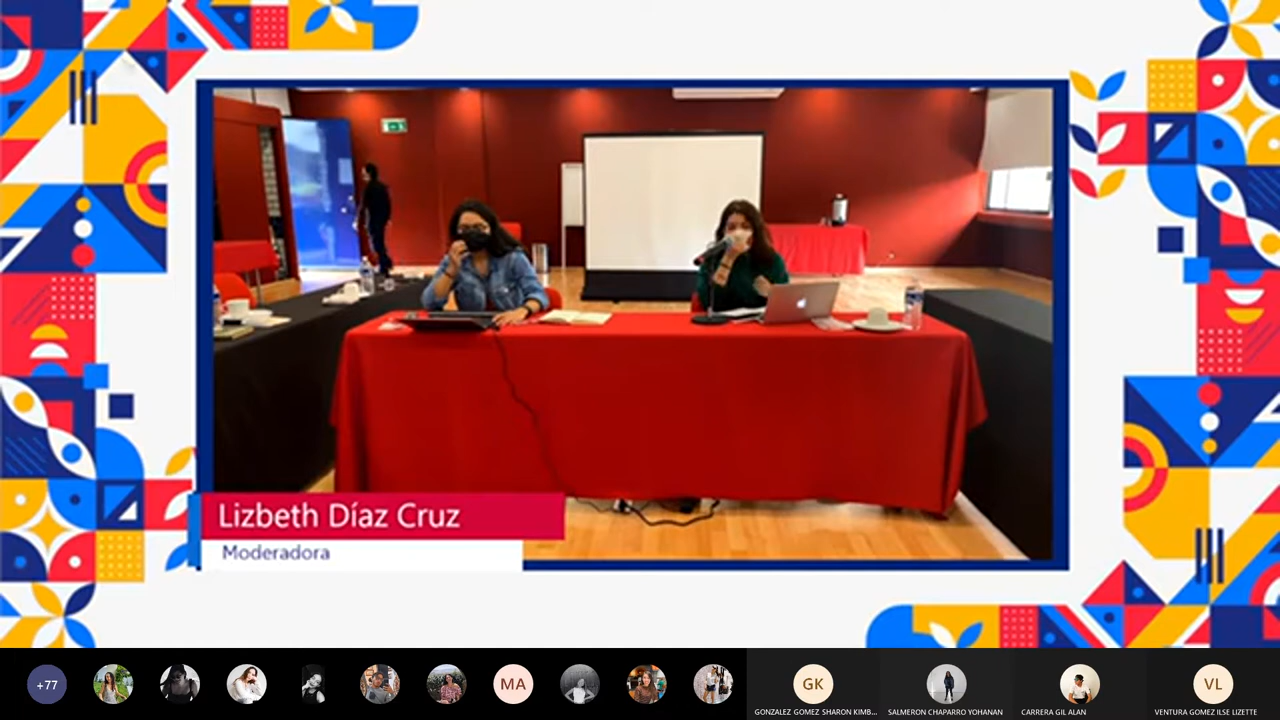 Lizbeth Díaz Cruz
Moderadora
+77
MA
GK
VL
GONZALEZ GOMEZ SHARON KIMB...
SALMERON CHAPARRO YOHANAN
CARRERA GIL ALAN
VENTURA GOMEZ ILSE LIZETTE